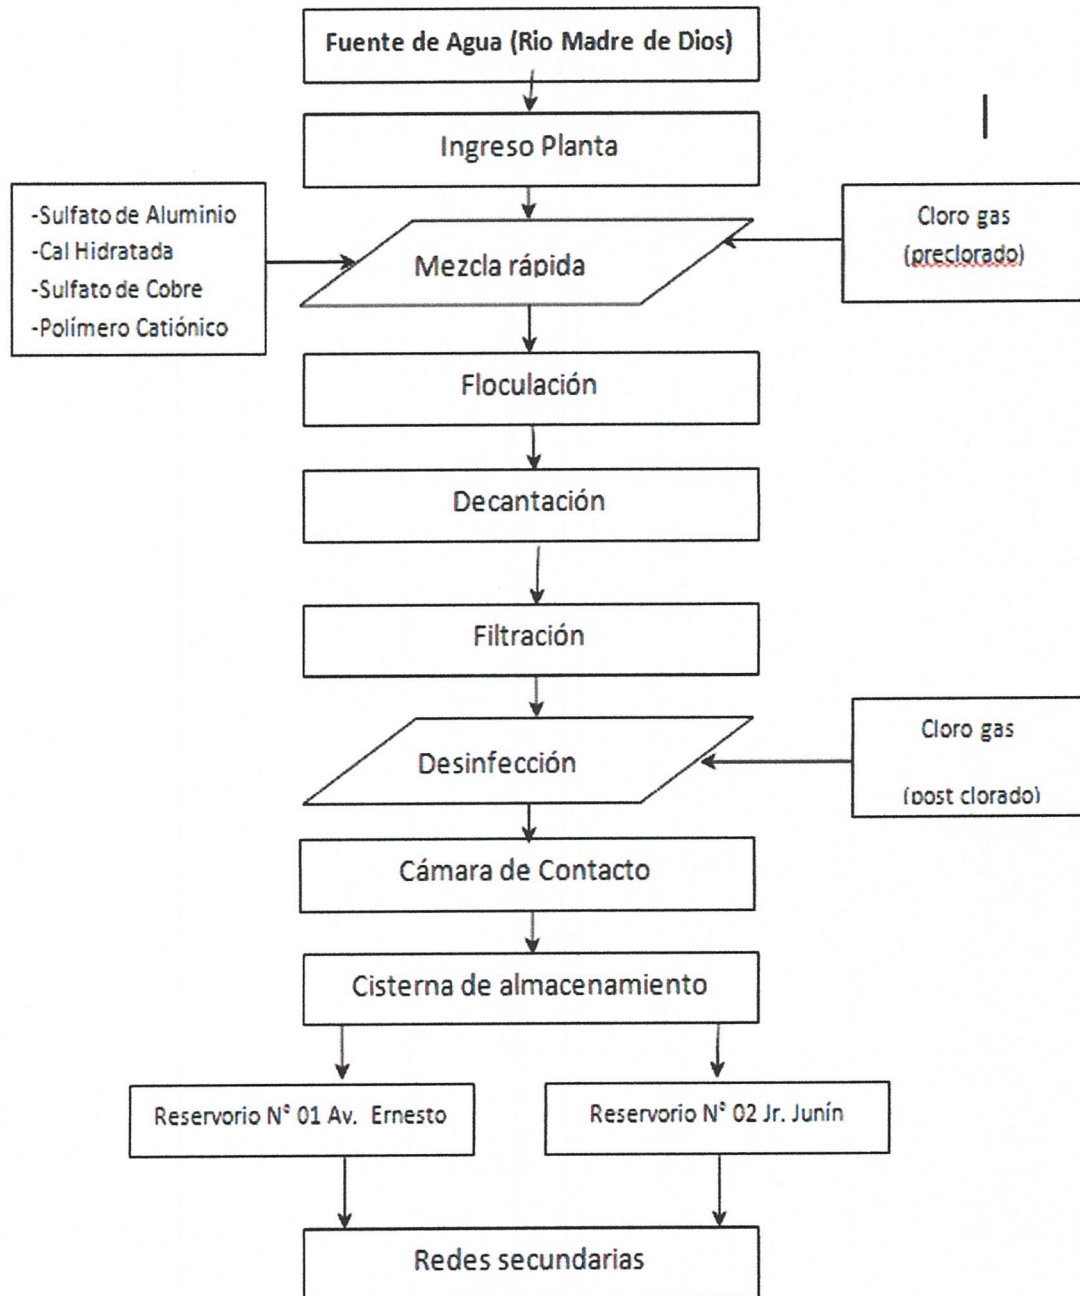 Fuente de Agua (Rio Madre de Dios)
Ingreso Planta
-Sulfato de Aluminio
-Cal Hidratada
-Sulfato de Cobre
-Polímero Catiónico
Mezcla rápida
Cloro gas
(preclorado)
Floculación
Decantación
Filtración
Desinfección
Cloro gas
(post clorado)
Cámara de Contacto
Cisterna de almacenamiento
Reservorio N° 01 Av. Ernesto
Reservorio N° 02 Jr. Junín
Redes secundarias